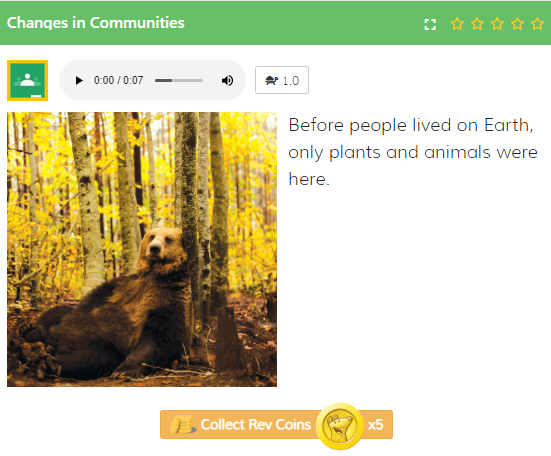 Changes in Communities
0:00 / 0:07
1.0
Before people lived on Earth,
only plants and animals were
here.
Collect Rev Coins x5